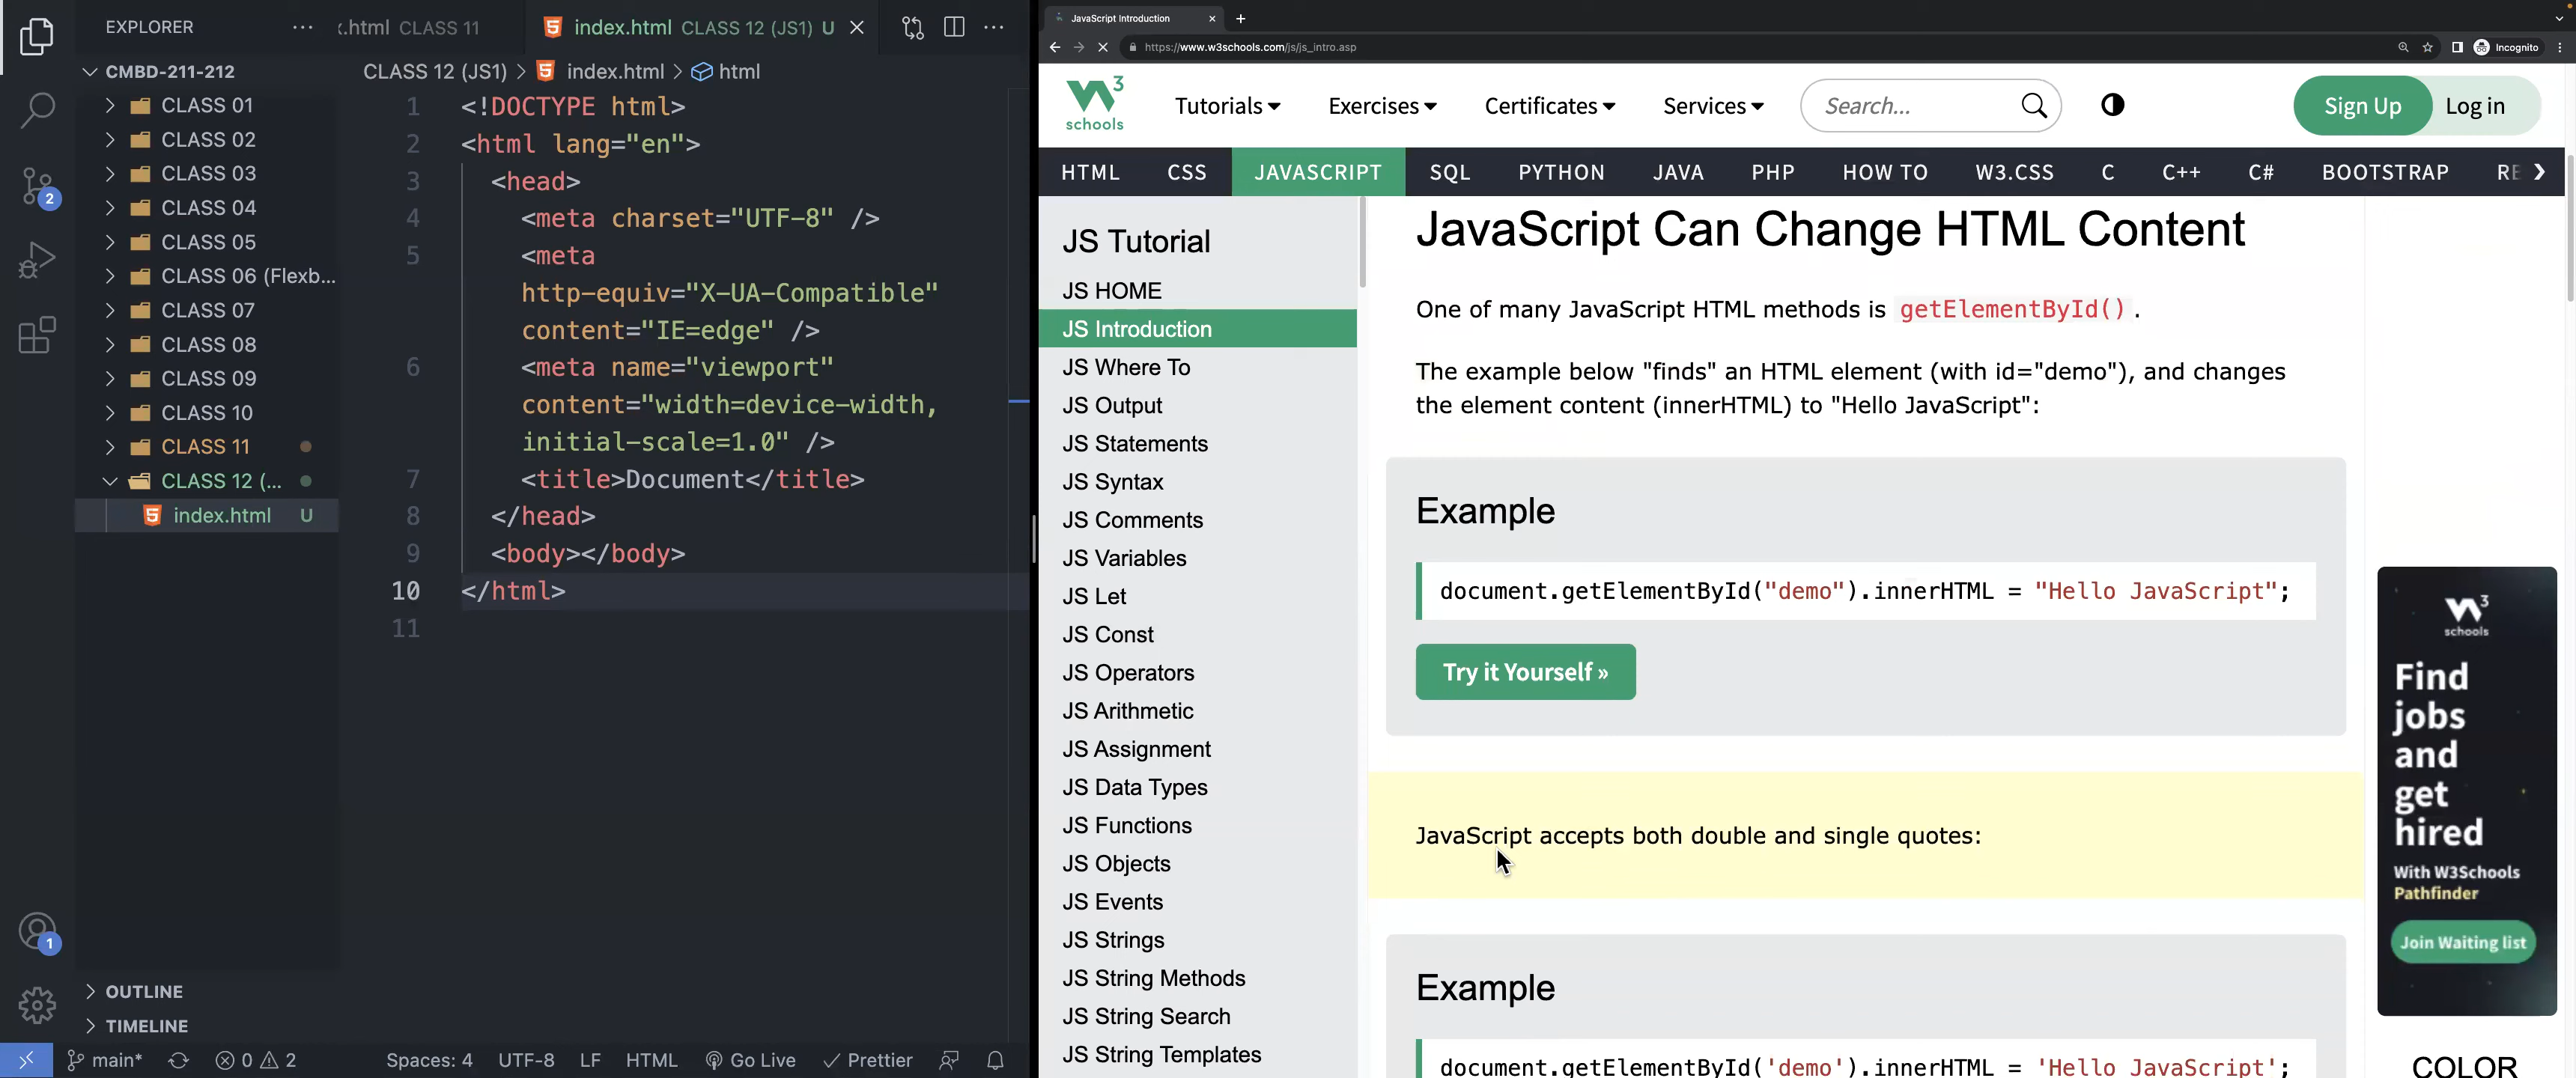 EXPLORER
CMBD-211-212
CLASS 01
CLASS 02
CLASS 03
CLASS 04
CLASS 05
CLASS 06 (Flexb...
CLASS 07
CLASS 08
CLASS 09
CLASS 10
CLASS 11
CLASS 12 (...
index.html U
OUTLINE
TIMELINE
.html CLASS 11
index.html CLASS 12 (JS1) U
CLASS 12 (JS1) > index.html > html
1 <!DOCTYPE html>
2 <html lang="en">
3 <head>
4 <meta charset="UTF-8" />
5 <meta
http-equiv="X-UA-Compatible"
content="IE=edge" />
6 <meta name="viewport"
content="width=device-width,
initial-scale=1.0" />
7 <title>Document</title>
8 </head>
9 <body></body>
10 </html>
11
2
1
main* 0 2 Spaces: 4 UTF-8 LF HTML Go Live Prettier
JavaScript Introduction
https://www.w3schools.com/js/js_intro.asp
Incognito
W3 schools
Tutorials Exercises Certificates Services Search... Sign Up Log in
HTML CSS JAVASCRIPT SQL PYTHON JAVA PHP HOW TO W3.CSS C C++ C# BOOTSTRAP RE
JS Tutorial
JS HOME
JS Introduction
JS Where To
JS Output
JS Statements
JS Syntax
JS Comments
JS Variables
JS Let
JS Const
JS Operators
JS Arithmetic
JS Assignment
JS Data Types
JS Functions
JS Objects
JS Events
JS Strings
JS String Methods
JS String Search
JS String Templates
JavaScript Can Change HTML Content
One of many JavaScript HTML methods is getElementById().
The example below "finds" an HTML element (with id="demo"), and changes
the element content (innerHTML) to "Hello JavaScript":
Example
document.getElementById("demo").innerHTML = "Hello JavaScript";
Try it Yourself »
JavaScript accepts both double and single quotes:
Example
document.getElementById('demo').innerHTML = 'Hello JavaScript';
W3 schools
Find
jobs
and
get
hired
With W3Schools
Pathfinder
Join Waiting list
COLOR